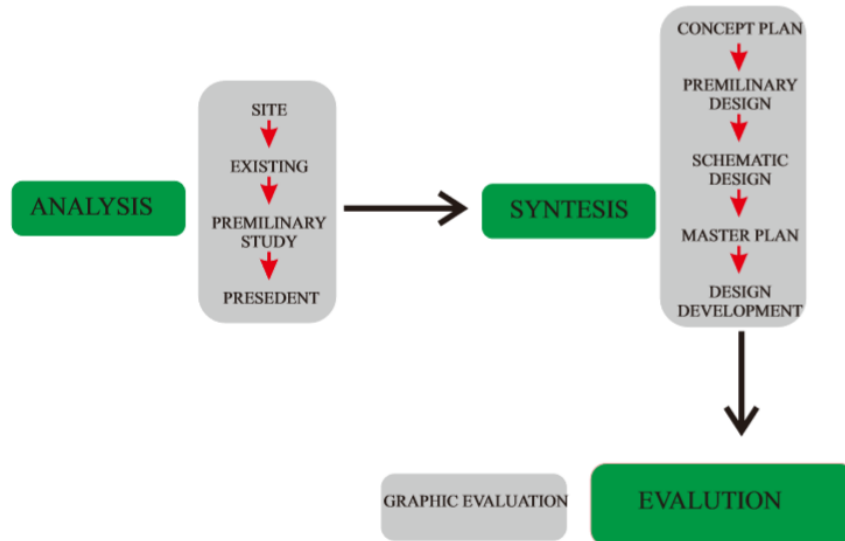 ANALYSIS
SITE
EXISTING
PREMILINARY
STUDY
PRESEDENT
SYNTESIS
CONCEPT PLAN
PREMILINARY
DESIGN
SCHEMATIC
DESIGN
MASTER PLAN
DESIGN
DEVELOPMENT
GRAPHIC EVALUATION
EVALUTION